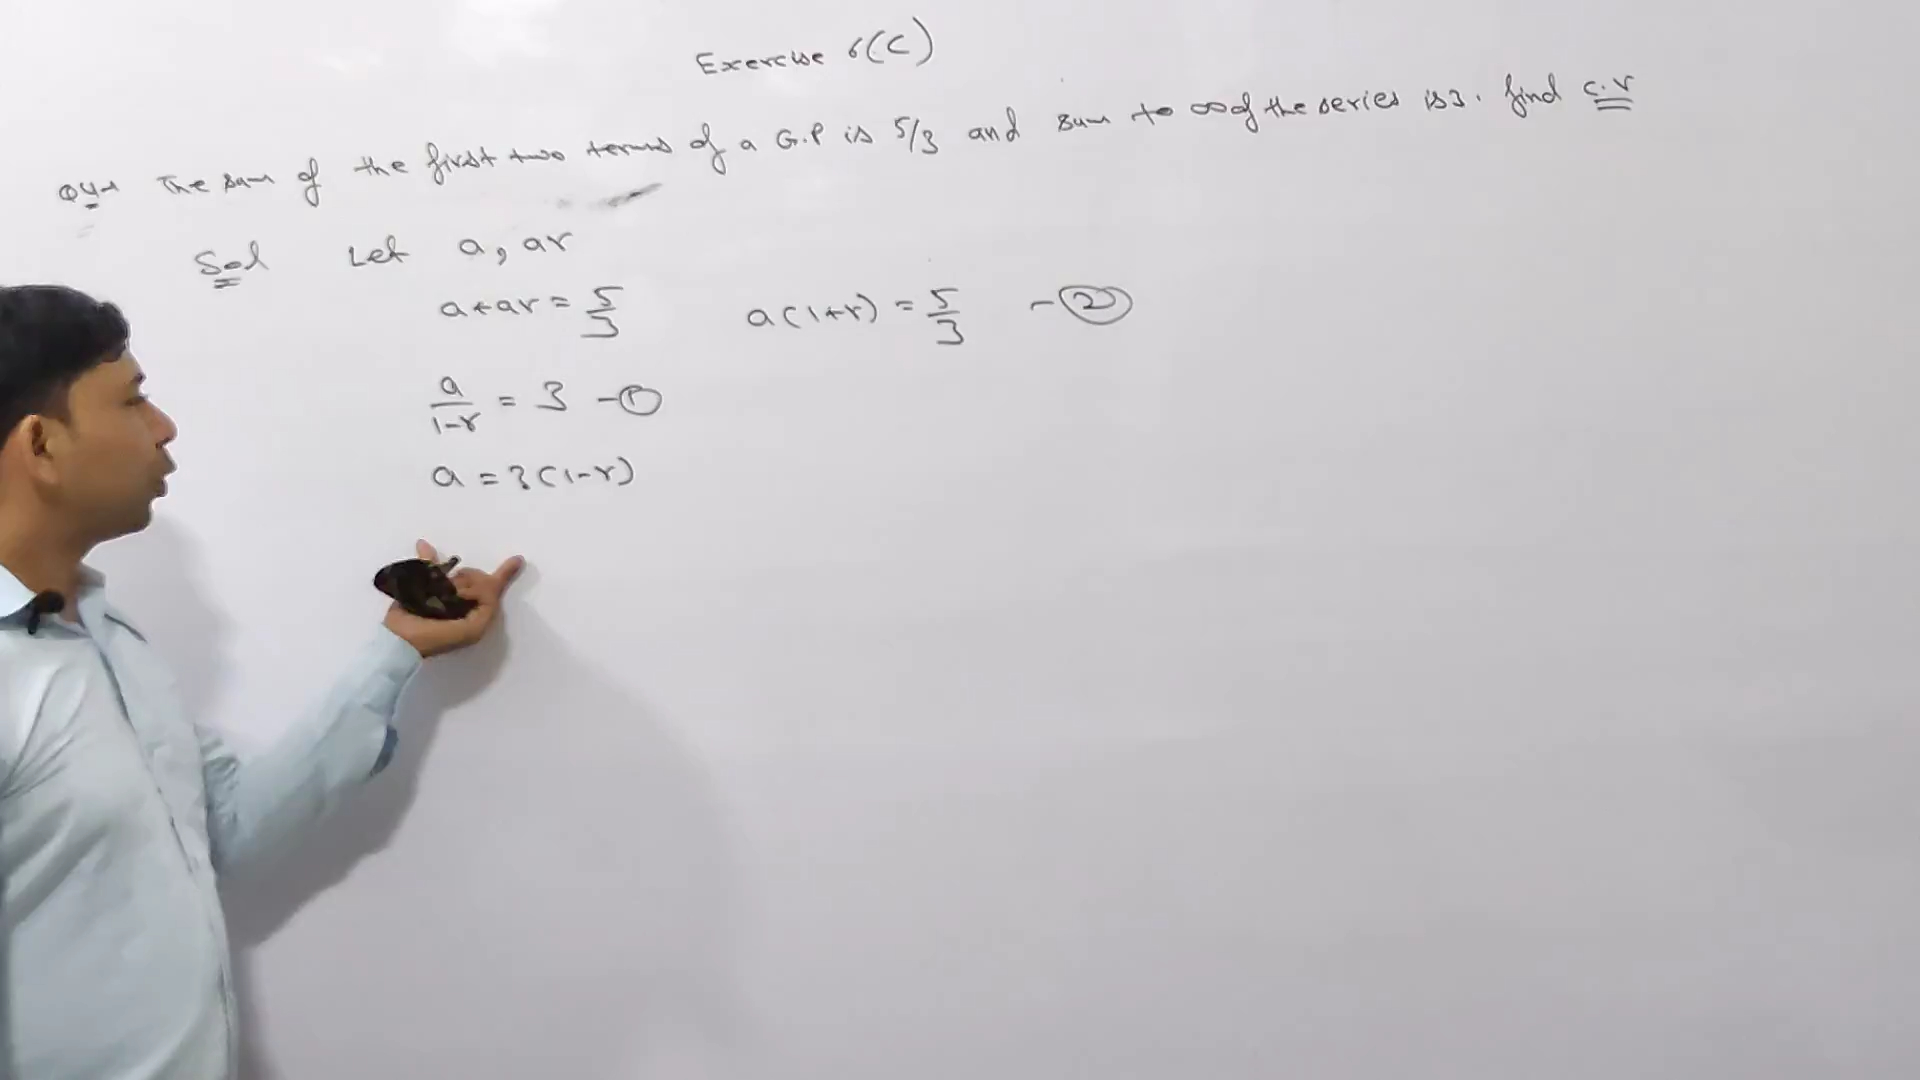 Exercise 6(C)
Q4→ The sum of the first two terms of a G.P is 5/3 and sum to ∞ of the series is 3. find c.r
Sol Let a, ar
a+ar = 5/3 a(1+r) = 5/3 -②
a/1-r = 3 -①
a = 3(1-r)